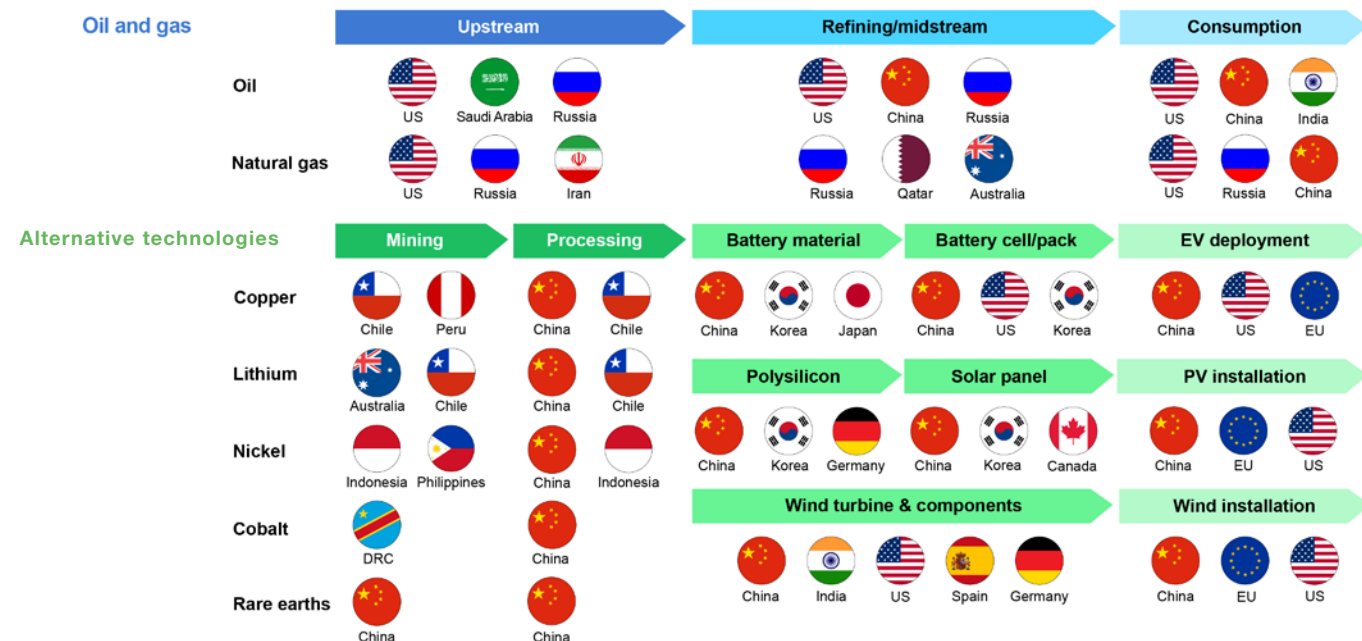 Oil and gas
Upstream
Refining/midstream
Consumption
Oil
US
Saudi Arabia
Russia
US
China
Russia
US
China
India
Natural gas
US
Russia
Iran
Russia
Qatar
Australia
US
Russia
China
Alternative technologies
Mining
Processing
Battery material
Battery cell/pack
EV deployment
Copper
Chile
Peru
China
Chile
China
Korea
Japan
China
US
Korea
China
US
EU
Lithium
Australia
Chile
China
Chile
Polysilicon
Solar panel
PV installation
Nickel
Indonesia
Philippines
China
Indonesia
China
Korea
Germany
China
Korea
Canada
China
EU
US
Cobalt
DRC
China
Wind turbine & components
Wind installation
China
India
US
Spain
Germany
China
EU
US
Rare earths
China
China